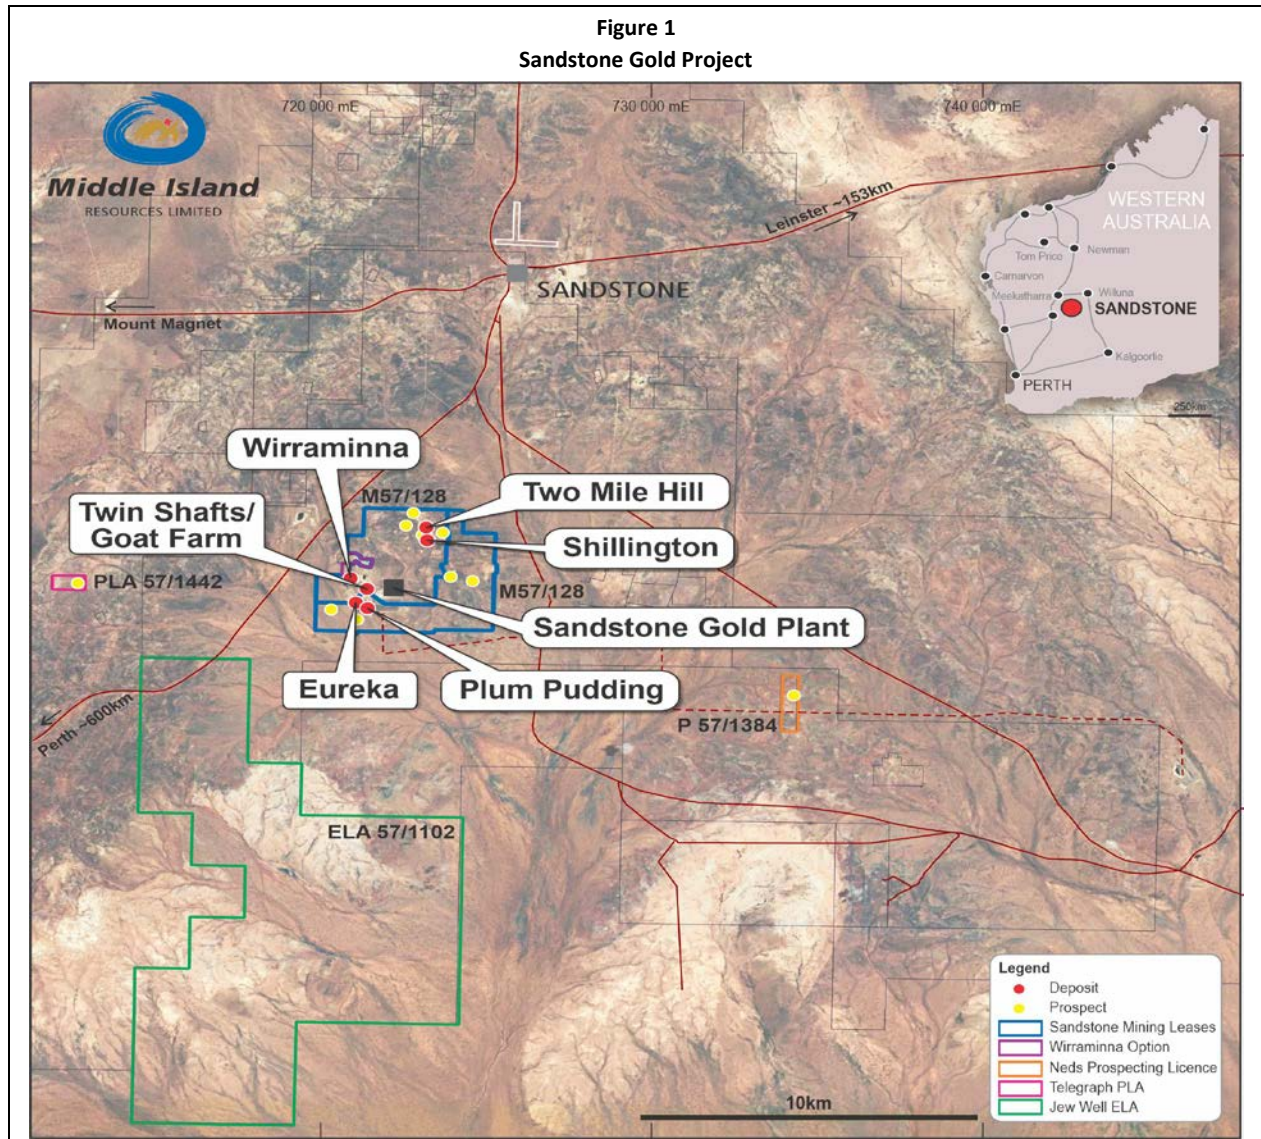 Figure 1
Sandstone Gold Project
720 000 mE
730 000 mE
740 000 mE
Middle Island
RESOURCES LIMITED
Leinster ~153km
SANDSTONE
Mount Magnet
WESTERN
AUSTRALIA
Newman
Tom Price
Carnarvon
Meekatharra
Wiluna
SANDSTONE
Kalgoorlie
PERTH
250km
Wirraminna
M57/128
Two Mile Hill
Twin Shafts/
Goat Farm
Shillington
PLA 57/1442
M57/128
Sandstone Gold Plant
Eureka
Plum Pudding
Perth ~600km
P 57/1384
ELA 57/1102
Legend
Deposit
Prospect
Sandstone Mining Leases
Wirraminna Option
Neds Prospecting Licence
Telegraph PLA
Jew Well ELA
10km